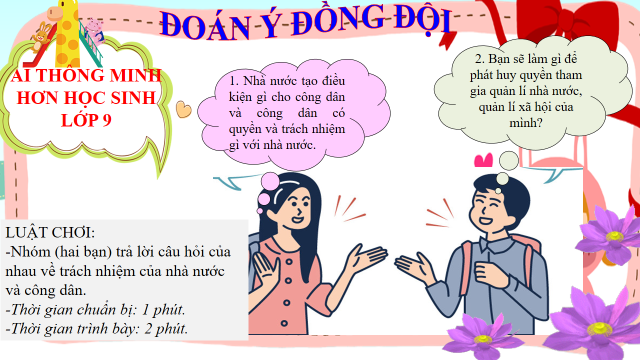 ĐOÁN Ý ĐỒNG ĐỘI
AI THÔNG MINH
HƠN HỌC SINH
LỚP 9
1. Nhà nước tạo điều
kiện gì cho công dân
và công dân có
quyền và trách nhiệm
gì với nhà nước.
2. Bạn sẽ làm gì để
phát huy quyền tham
gia quản lí nhà nước,
quản lí xã hội của
mình?
LUẬT CHƠI:
-Nhóm (hai bạn) trả lời câu hỏi của
nhau về trách nhiệm của nhà nước
và công dân.
-Thời gian chuẩn bị: 1 phút.
-Thời gian trình bày: 2 phút.